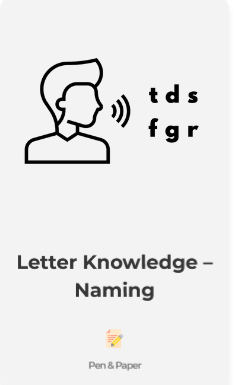 t d s
f g r
Letter Knowledge –
Naming
Pen & Paper